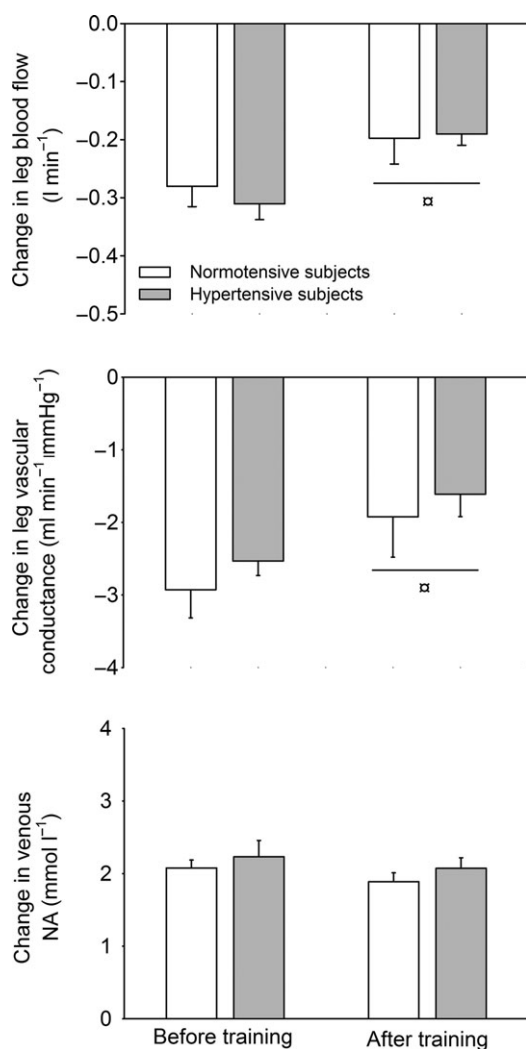 Change in leg blood flow
(l min⁻¹)
0.0
–0.1
–0.2
–0.3
–0.4
–0.5
¤
Normotensive subjects
Hypertensive subjects
Change in leg vascular
conductance (ml min⁻¹ mmHg⁻¹)
0
–1
–2
–3
–4
¤
Change in venous
NA (mmol l⁻¹)
4
3
2
1
0
Before training
After training